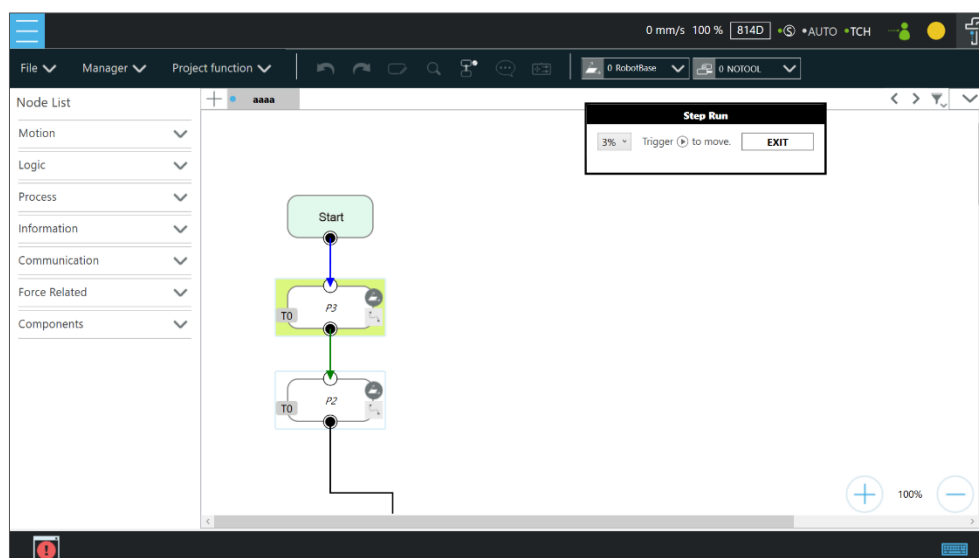 0 mm/s 100 % 814D S AUTO TCH
File Manager Project function 0 RobotBase 0 NOTOOL
Node List
aaaa
Step Run
3% Trigger to move. EXIT
Motion
Logic
Process
Information
Communication
Force Related
Components
Start
P3
T0
P2
T0
100%